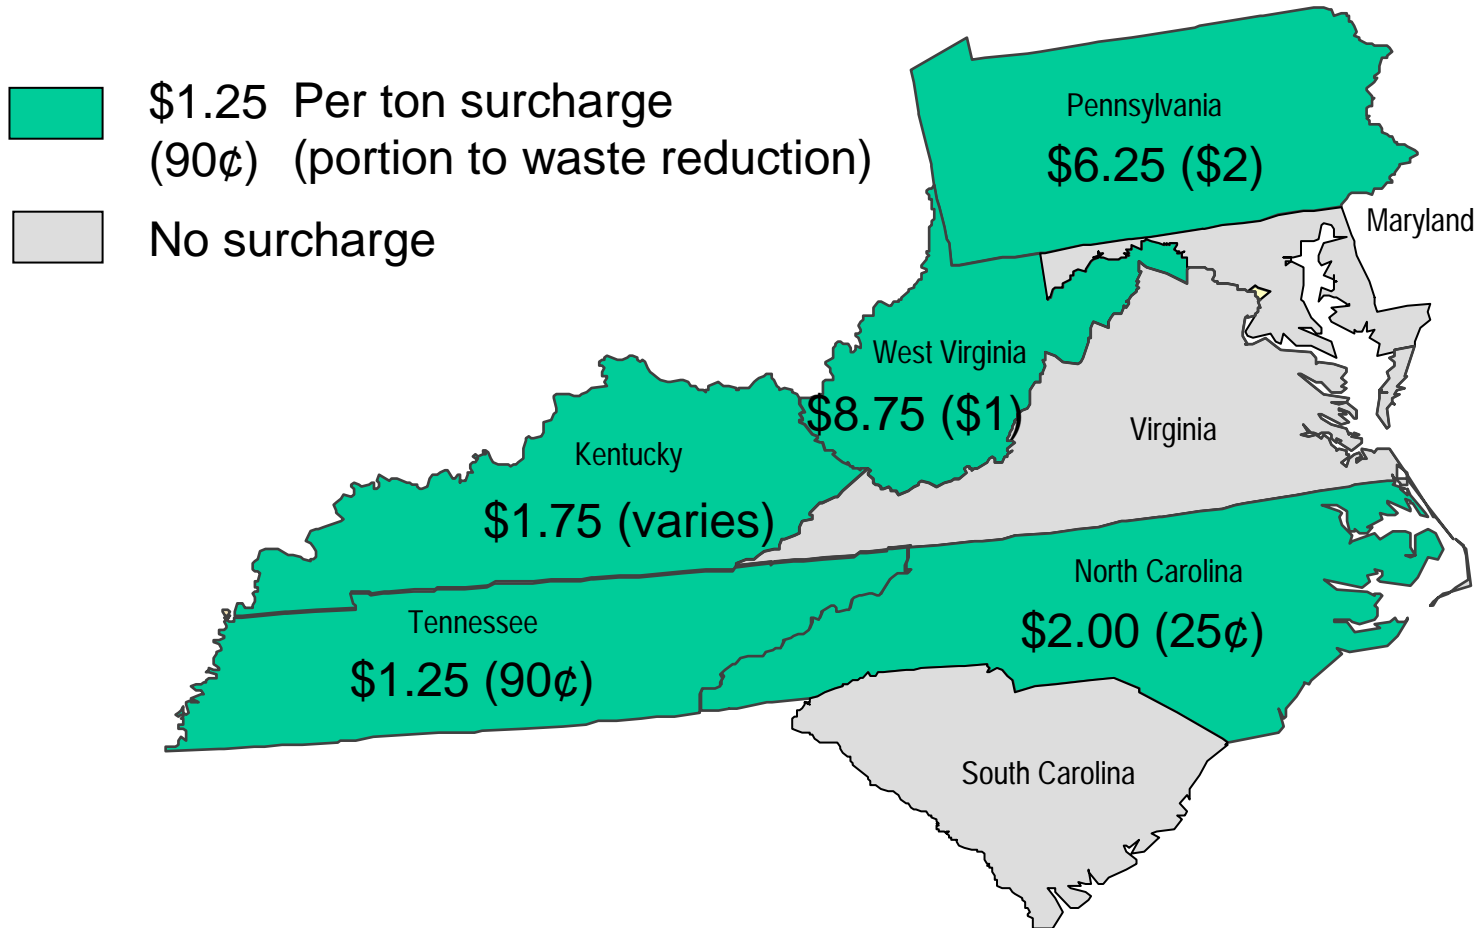 $1.25 Per ton surcharge
(90¢) (portion to waste reduction)
No surcharge
Pennsylvania
$6.25 ($2)
Maryland
West Virginia
$8.75 ($1)
Virginia
Kentucky
$1.75 (varies)
North Carolina
$2.00 (25¢)
Tennessee
$1.25 (90¢)
South Carolina